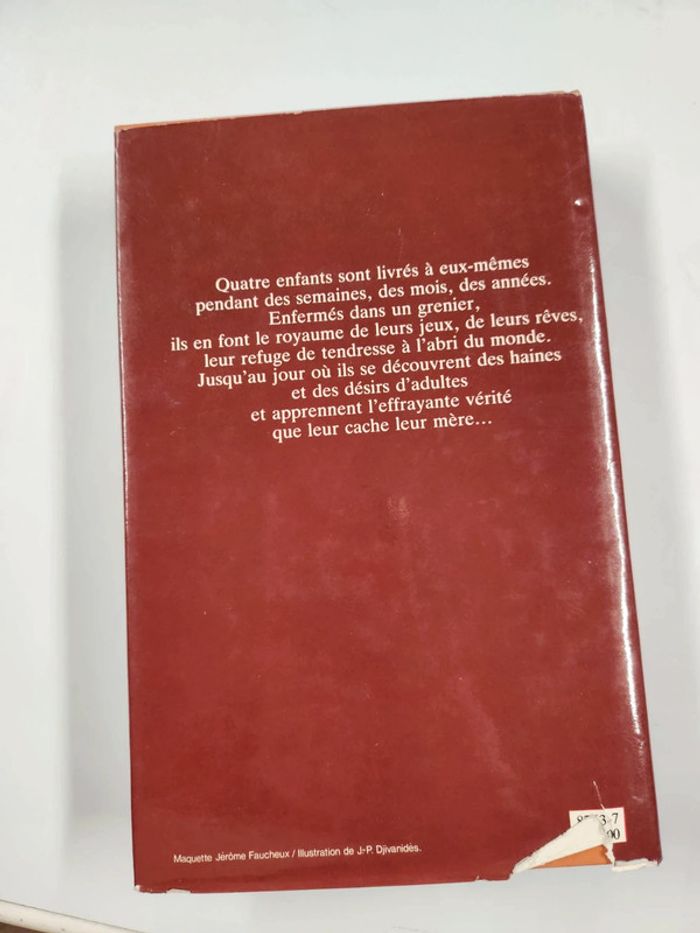 Quatre enfants sont livrés à eux-mêmes
pendant des semaines, des mois, des années.
Enfermés dans un grenier,
ils en font le royaume de leurs jeux, de leurs rêves,
leur refuge de tendresse à l'abri du monde.
Jusqu'au jour où ils se découvrent des haines
et des désirs d'adultes
et apprennent l'effrayante vérité
que leur cache leur mère...
Maquette Jérôme Faucheux / Illustration de J-P. Djivanidès.